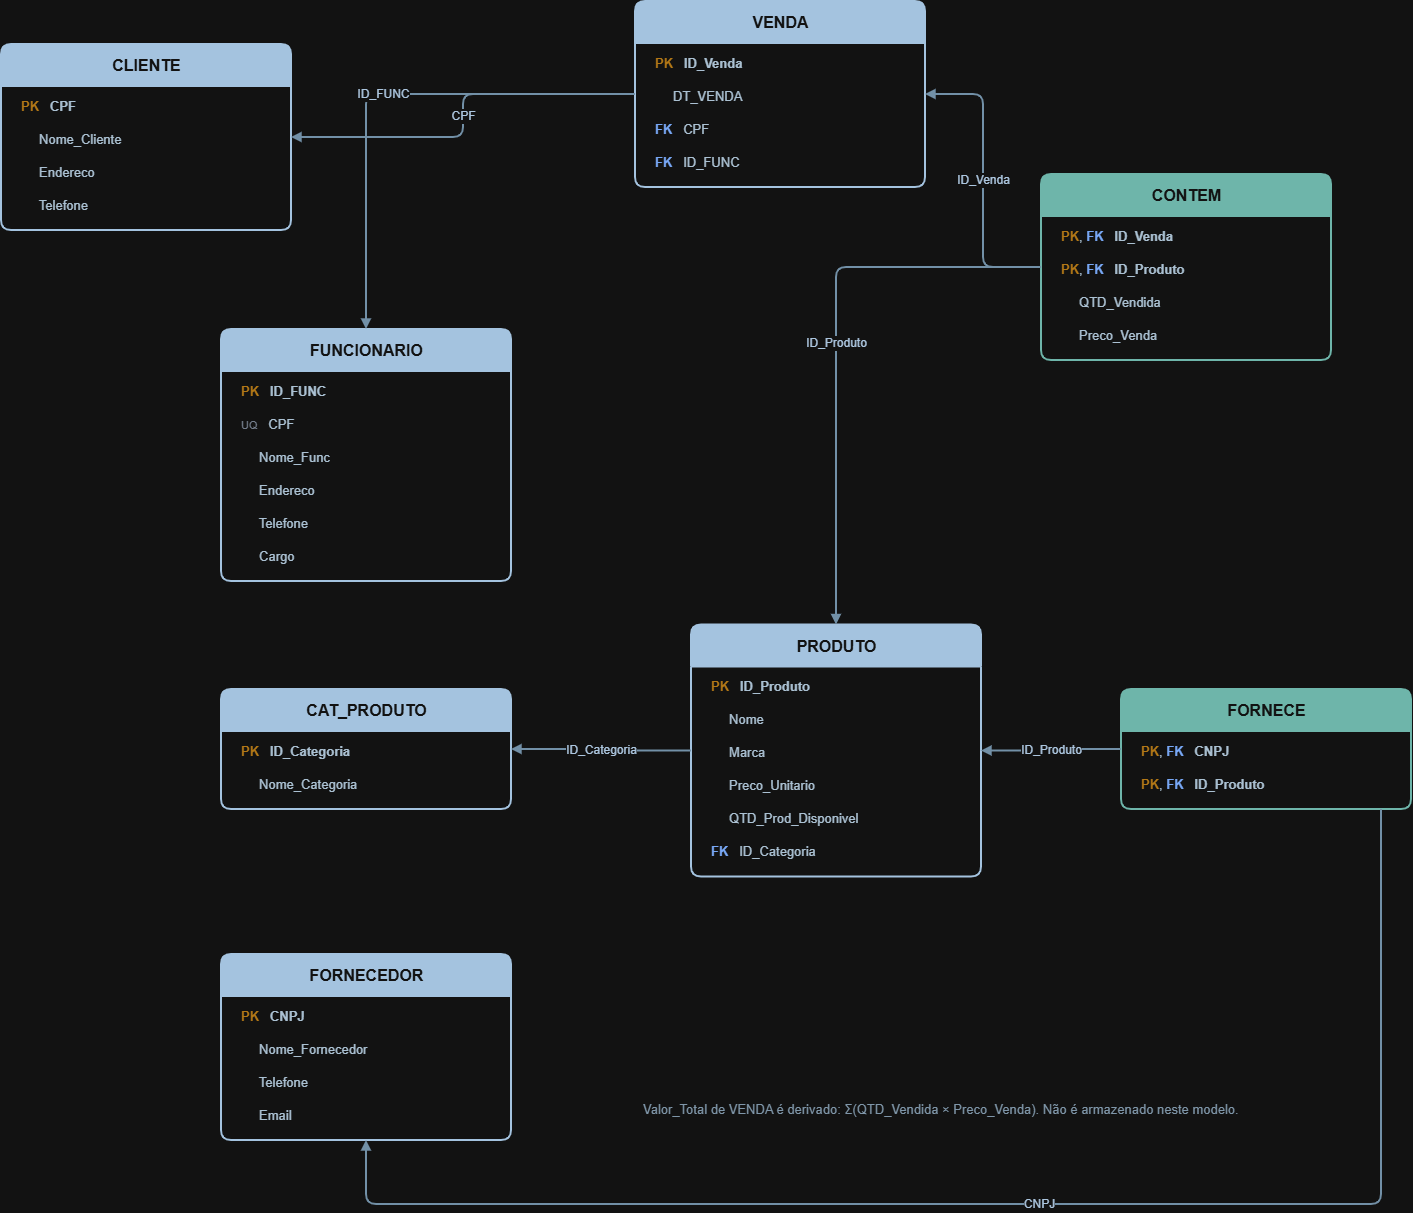 VENDA
PK ID_Venda
DT_VENDA
FK CPF
FK ID_FUNC
CLIENTE
PK CPF
Nome_Cliente
Endereco
Telefone
ID_FUNC
CPF
ID_Venda
CONTEM
PK, FK ID_Venda
PK, FK ID_Produto
QTD_Vendida
Preco_Venda
FUNCIONARIO
PK ID_FUNC
UQ CPF
Nome_Func
Endereco
Telefone
Cargo
ID_Produto
PRODUTO
PK ID_Produto
Nome
Marca
Preco_Unitario
QTD_Prod_Disponivel
FK ID_Categoria
CAT_PRODUTO
PK ID_Categoria
Nome_Categoria
ID_Categoria
ID_Produto
FORNECE
PK, FK CNPJ
PK, FK ID_Produto
FORNECEDOR
PK CNPJ
Nome_Fornecedor
Telefone
Email
Valor_Total de VENDA é derivado: Σ(QTD_Vendida × Preco_Venda). Não é armazenado neste modelo.
CNPJ